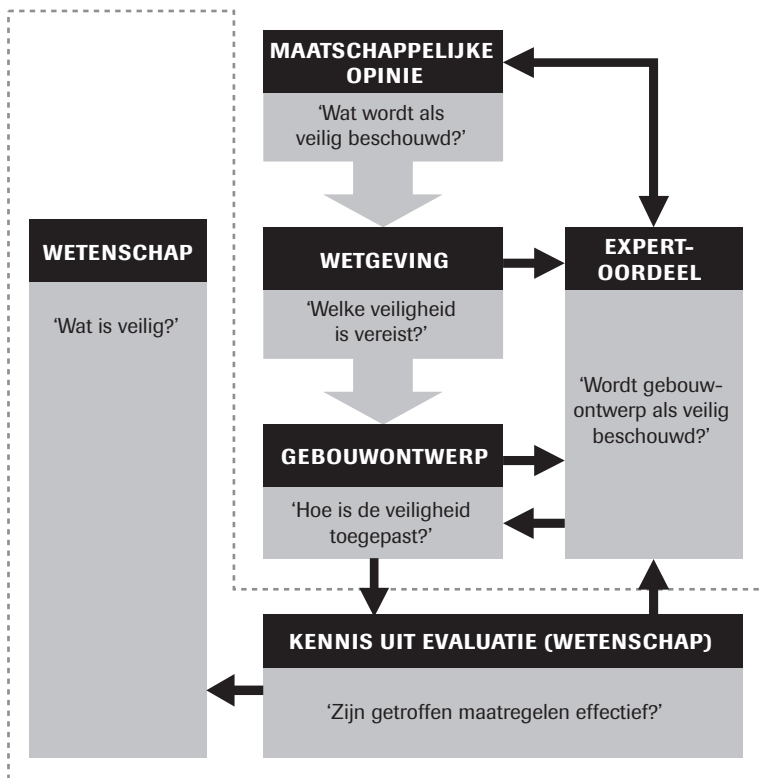 MAATSCHAPPELIJKE
OPINIE
‘Wat wordt als
veilig beschouwd?’
WETENSCHAP
‘Wat is veilig?’
WETGEVING
‘Welke veiligheid
is vereist?’
EXPERT-
OORDEEL
‘Wordt gebouw-
ontwerp als veilig
beschouwd?’
GEBOUWONTWERP
‘Hoe is de veiligheid
toegepast?’
KENNIS UIT EVALUATIE (WETENSCHAP)
‘Zijn getroffen maatregelen effectief?’